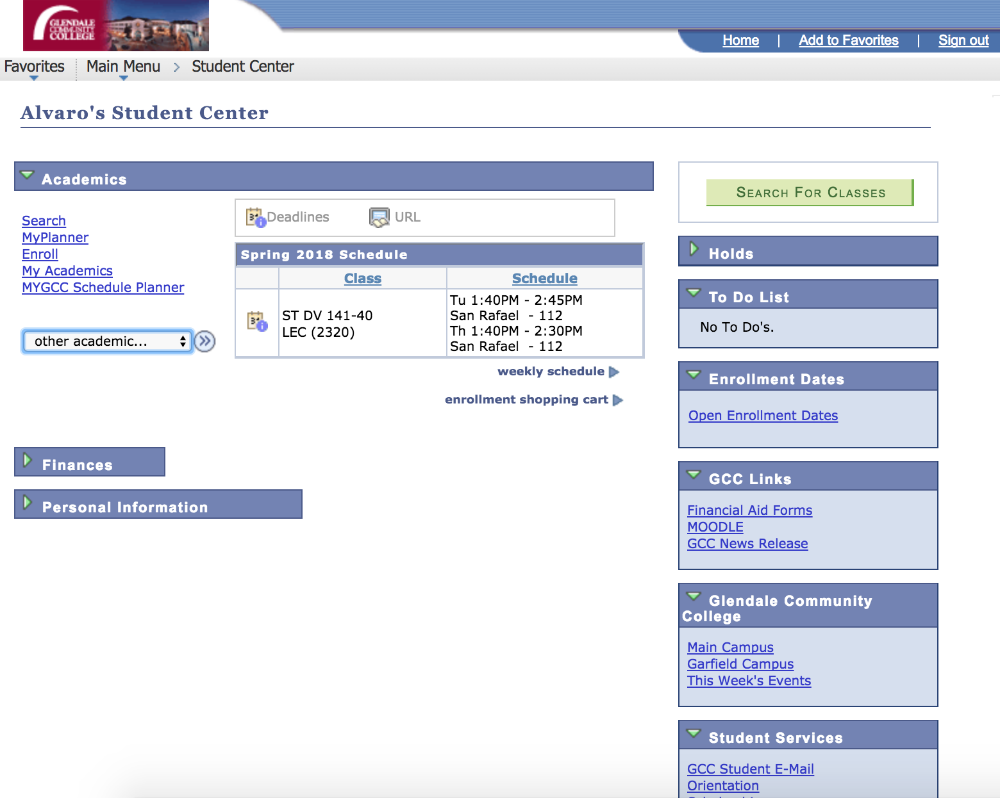 GLENDALE
COMMUNITY
COLLEGE
Home | Add to Favorites | Sign out
Favorites
Main Menu > Student Center
Alvaro's Student Center
Academics
Search
MyPlanner
Enroll
My Academics
MYGCC Schedule Planner
other academic...
Deadlines
URL
Spring 2018 Schedule
Class
Schedule
ST DV 141-40
LEC (2320)
Tu 1:40PM - 2:45PM
San Rafael - 112
Th 1:40PM - 2:30PM
San Rafael - 112
weekly schedule
enrollment shopping cart
Finances
Personal Information
Search For Classes
Holds
To Do List
No To Do's.
Enrollment Dates
Open Enrollment Dates
GCC Links
Financial Aid Forms
MOODLE
GCC News Release
Glendale Community
College
Main Campus
Garfield Campus
This Week's Events
Student Services
GCC Student E-Mail
Orientation